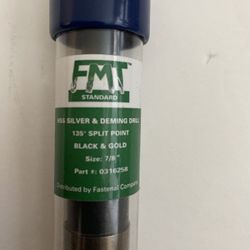 FMT
STANDARD
HSS SILVER & DEMING DRILL
135° SPLIT POINT
BLACK & GOLD
Size: 7/8"
Part #: 0316258
Distributed by Fastenal Company